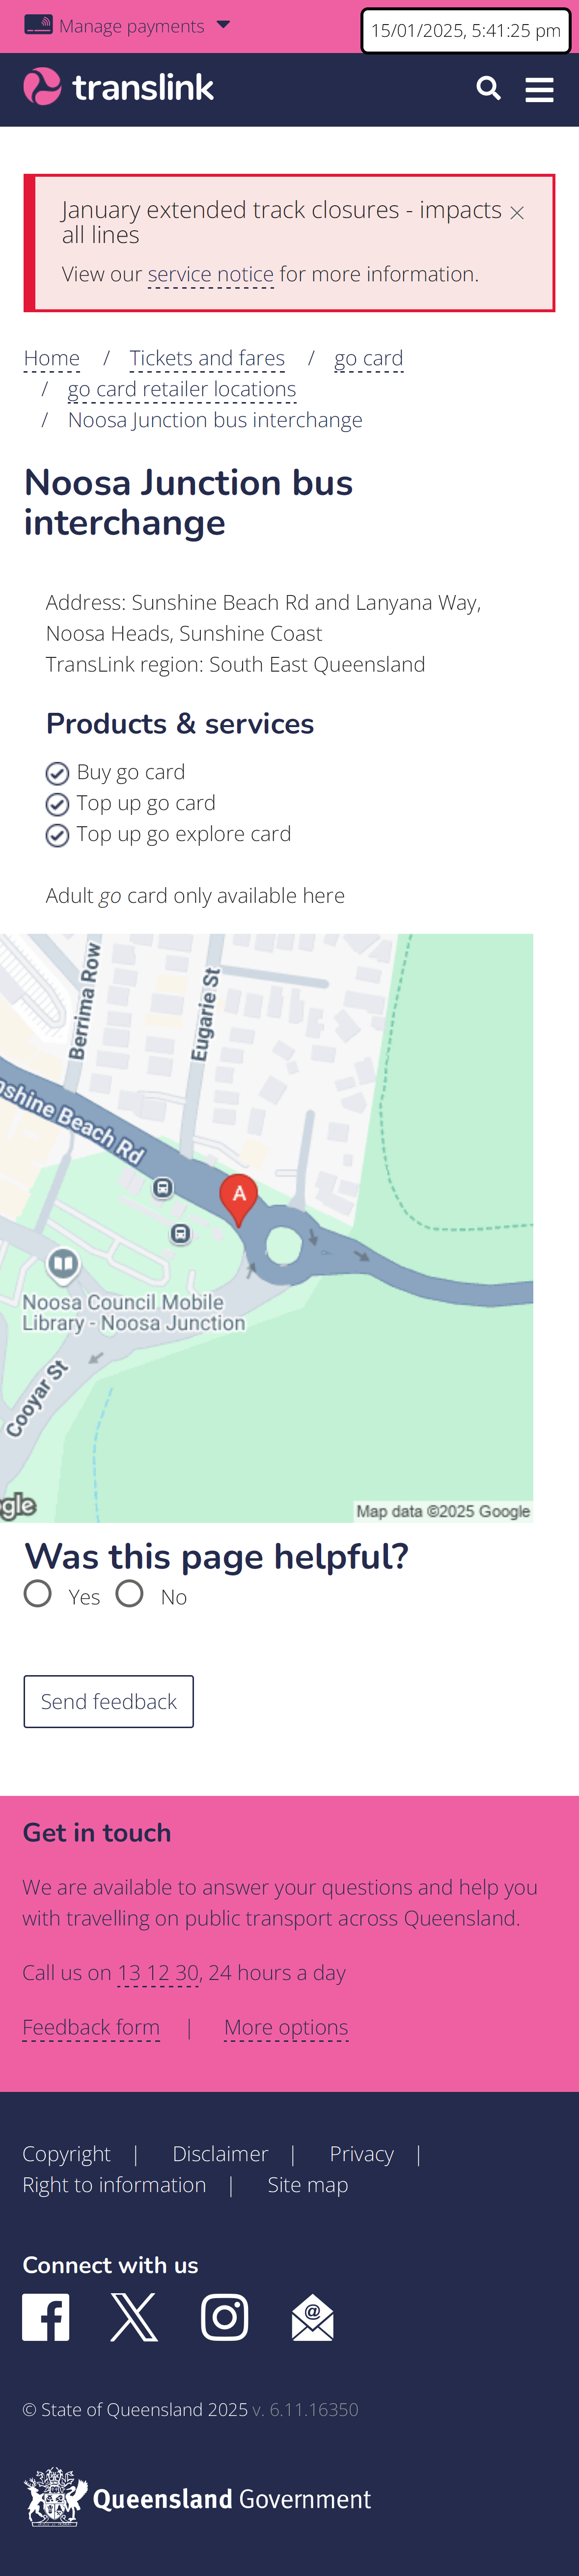 Manage payments
15/01/2025, 5:41:25 pm
translink
January extended track closures - impacts
all lines
View our service notice for more information.
Home / Tickets and fares / go card
/ go card retailer locations
/ Noosa Junction bus interchange
Noosa Junction bus
interchange
Address: Sunshine Beach Rd and Lanyana Way,
Noosa Heads, Sunshine Coast
TransLink region: South East Queensland
Products & services
Buy go card
Top up go card
Top up go explore card
Adult go card only available here
Berrima Row
Eugarie St
nshine Beach Rd
A
Noosa Council Mobile
Library - Noosa Junction
Cooyar St
gle
Map data ©2025 Google
Was this page helpful?
Yes No
Send feedback
Get in touch
We are available to answer your questions and help you
with travelling on public transport across Queensland.
Call us on 13 12 30, 24 hours a day
Feedback form | More options
Copyright | Disclaimer | Privacy |
Right to information | Site map
Connect with us
© State of Queensland 2025 v. 6.11.16350
Queensland Government